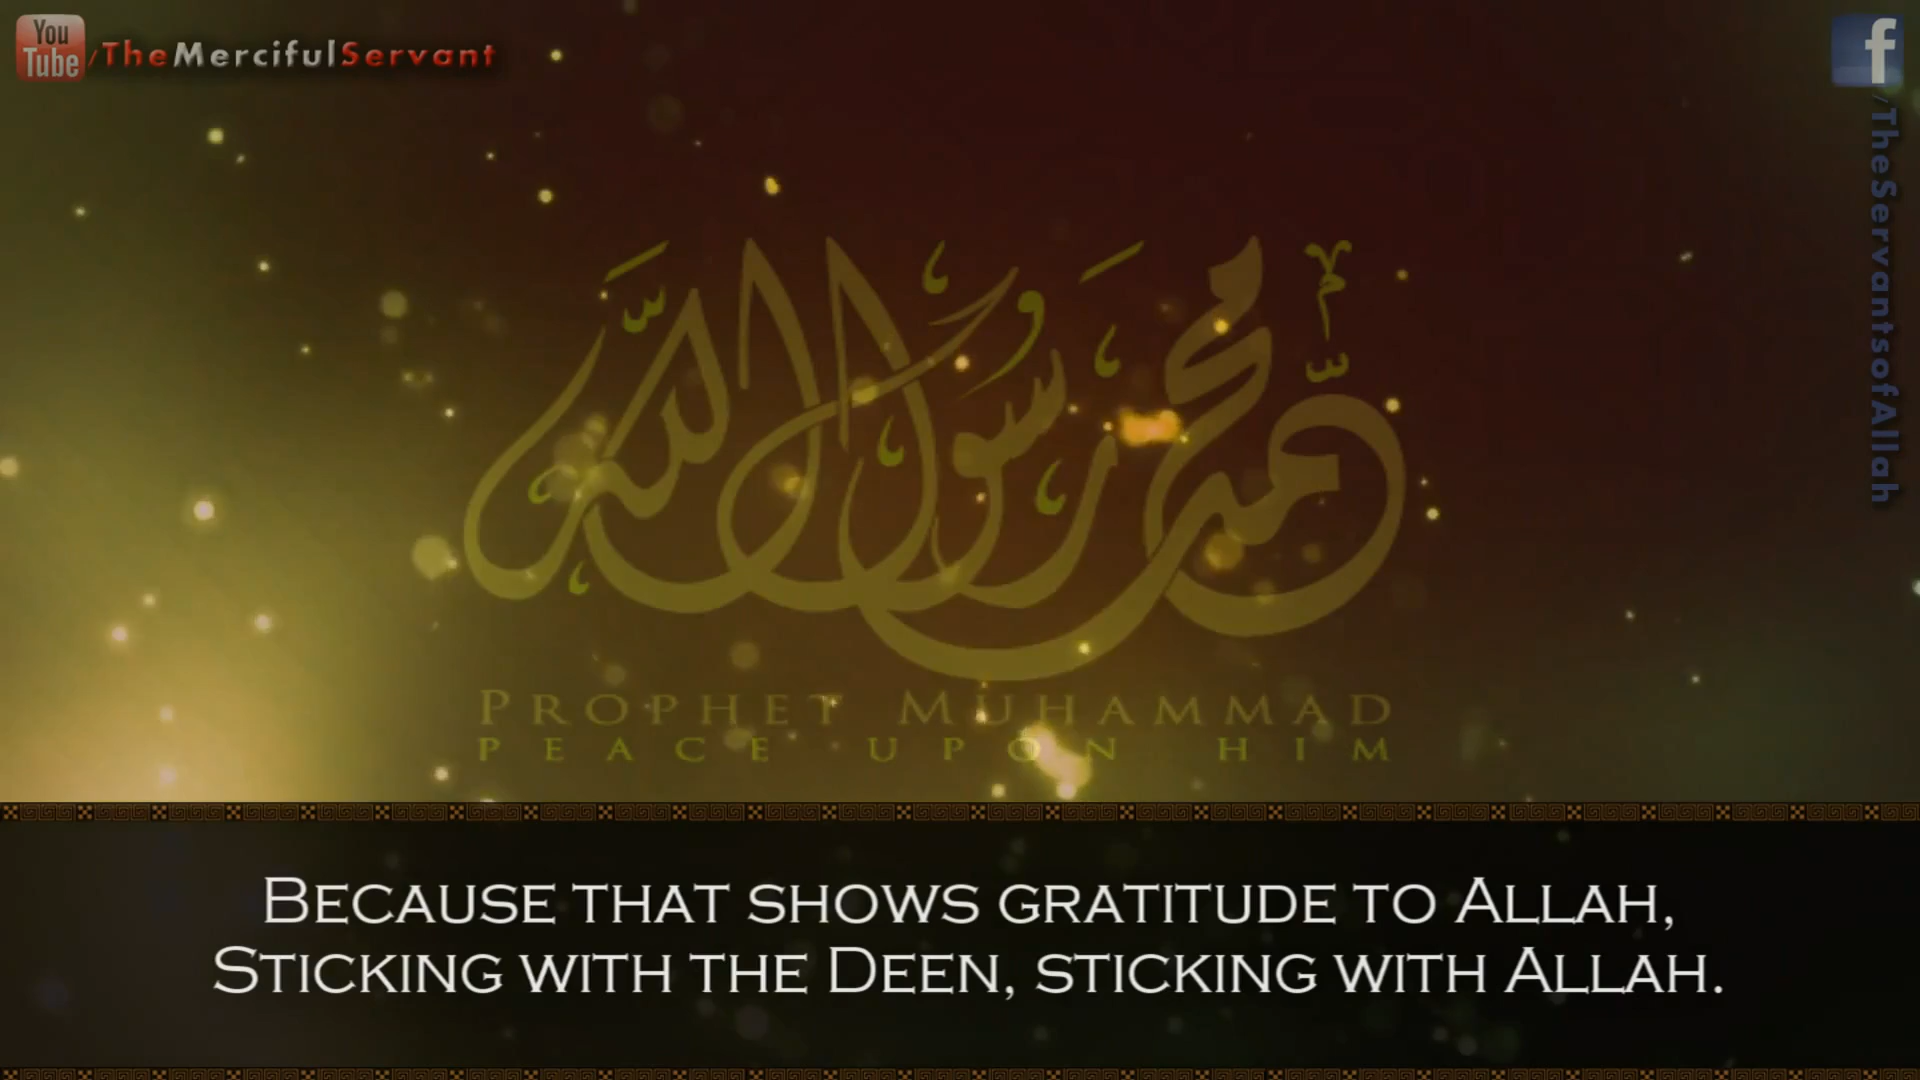 You
Tube /TheMercifulServant
f /TheServantsofAllah
محمد رسول الله
Prophet Muhammad
PEACE UPON HIM
Because that shows gratitude to Allah,
Sticking with the Deen, sticking with Allah.